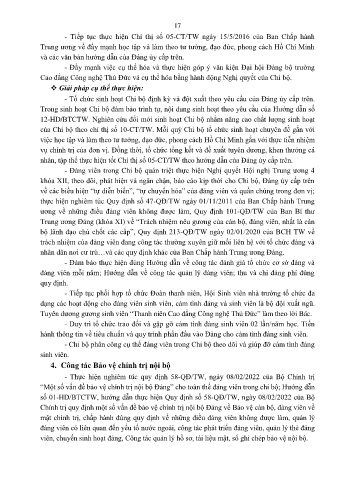 17
- Tiếp tục thực hiện Chỉ thị số 05-CT/TW ngày 15/5/2016 của Ban Chấp hành
Trung ương về đẩy mạnh học tập và làm theo tư tưởng, đạo đức, phong cách Hồ Chí Minh
và các văn bản hướng dẫn của Đảng ủy cấp trên.
- Đẩy mạnh việc cụ thể hóa và thực hiện góp ý văn kiện Đại Hội Đảng bộ trường
Cao đẳng Công nghệ Thủ Đức và cụ thể hóa bằng hành động Nghị quyết của Chi bộ.
❖ Giải pháp cụ thể thực hiện:
- Tổ chức sinh hoạt Chi bộ định kỳ và đột xuất theo yêu cầu của Đảng ủy cấp trên.
Trong sinh hoạt Chi bộ đảm bảo trình tự, nội dung sinh hoạt theo yêu cầu của Hướng dẫn số
12-HD/BTCTW. Nghiên cứu đổi mới sinh hoạt Chi bộ nhằm nâng cao chất lượng sinh hoạt
của Chi bộ theo chỉ thị số 10-CT/TW. Mỗi quý Chi bộ tổ chức sinh hoạt chuyên đề gắn với
việc học tập và làm theo tư tưởng, đạo đức, phong cách Hồ Chí Minh gắn với thực tiễn nhiệm
vụ chính trị của đơn vị. Đồng thời, tổ chức tổng kết và đề xuất tuyên dương, khen thưởng cá
nhân, tập thể thực hiện tốt Chỉ thị số 05-CT/TW theo hướng dẫn của Đảng ủy cấp trên.
- Đảng viên trong Chi bộ quán triệt thực hiện Nghị quyết Hội nghị Trung ương 4
khóa XII, theo dõi, phát hiện và ngăn chặn, báo cáo kịp thời cho Chi bộ, Đảng ủy cấp trên
về các biểu hiện “tự diễn biến”, “tự chuyển hóa” của đảng viên và quần chúng trong đơn vị;
thực hiện nghiêm túc Quy định số 47-QĐ/TW ngày 01/11/2011 của Ban Chấp hành Trung
ương về những điều đảng viên không được làm, Quy định 101-QĐ/TW của Ban Bí thư
Trung ương Đảng (khóa XI) về “Trách nhiệm nêu gương của cán bộ, đảng viên, nhất là cán
bộ lãnh đạo chủ chốt các cấp”, Quy định 213-QĐ/TW ngày 02/01/2020 của BCH TW về
trách nhiệm của đảng viên đang công tác thường xuyên giữ mối liên hệ với tổ chức đảng và
nhân dân nơi cư trú…và các quy định khác của Ban Chấp hành Trung ương Đảng.
- Đảm bảo thực hiện đúng Hướng dẫn về công tác đánh giá tổ chức cơ sở đảng và
đảng viên mỗi năm; Hướng dẫn về công tác quản lý đảng viên; thu và chi đảng phí đúng
quy định.
- Tiếp tục phối hợp tổ chức Đoàn thanh niên, Hội Sinh viên nhà trường tổ chức đa
dạng các hoạt động cho đảng viên sinh viên, cảm tình đảng và sinh viên là bộ đội xuất ngũ.
Tuyên dương gương sinh viên “Thanh niên Cao đẳng Công nghệ Thủ Đức” làm theo lời Bác.
- Duy trì tổ chức trao đổi và gặp gỡ cảm tình đảng sinh viên 02 lần/năm học. Tiến
hành thông tin về tiêu chuẩn và quy trình phấn đấu vào Đảng cho cảm tình đảng sinh viên.
- Chi bộ phân công cụ thể đảng viên trong Chi bộ theo dõi và giúp đỡ cảm tình đảng
sinh viên.
4. Công tác Bảo vệ chính trị nội bộ
- Thực hiện nghiêm túc quy định 58-QĐ/TW, ngày 08/02/2022 của Bộ Chính trị
“Một số vấn đề bảo vệ chính trị nội bộ Đảng” cho toàn thể đảng viên trong chi bộ; Hướng dẫn
số 01-HD/BTCTW, hướng dẫn thực hiện Quy định số 58-QĐ/TW, ngày 08/02/2022 của Bộ
Chính trị quy định một số vấn đề bảo vệ chính trị nội bộ Đảng về Bảo vệ cán bộ, đảng viên về
mặt chính trị, chấp hành đúng quy định về những điều đảng viên không được làm, quản lý
đảng viên có liên quan đến yếu tố nước ngoài, công tác phát triển đảng viên, quản lý thẻ đảng
viên, chuyển sinh hoạt đảng, Công tác quản lý hồ sơ, tài liệu mật, sổ ghi chép bảo vệ nội bộ.